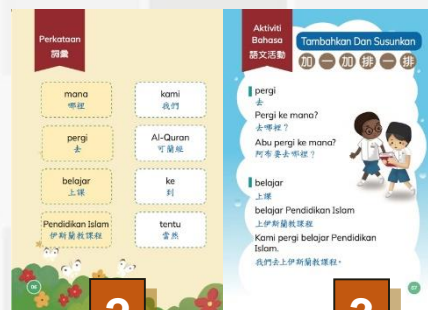 Perkataan
詞彙
mana
哪裡
kami
我們
pergi
去
Al-Quran
可蘭經
belajar
上課
ke
到
Pendidikan Islam
伊斯蘭教課程
tentu
當然
06
Aktiviti
Bahasa
語文活動
Tambahkan Dan Susunkan
加一加排一排
pergi
去
Pergi ke mana?
去哪裡？
Abu pergi ke mana?
阿布要去哪裡？
belajar
上課
belajar Pendidikan Islam
上伊斯蘭教課程
Kami pergi belajar Pendidikan
Islam.
我們去上伊斯蘭教課程。
07